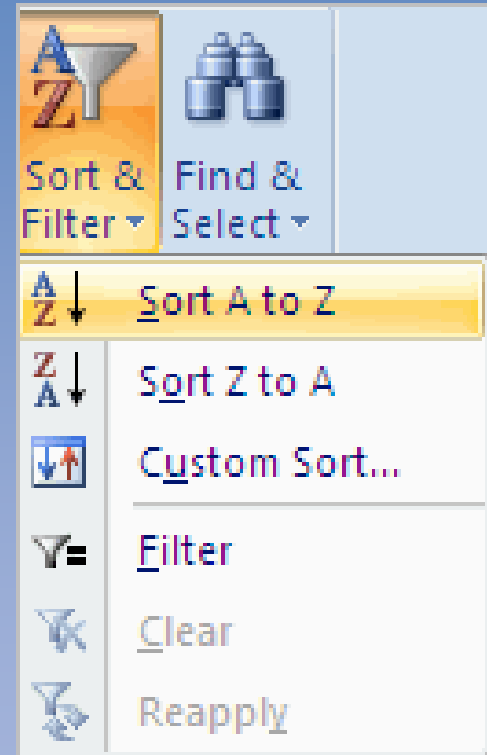 Sort & Filter
Find & Select
Sort A to Z
Sort Z to A
Custom Sort...
Filter
Clear
Reapply